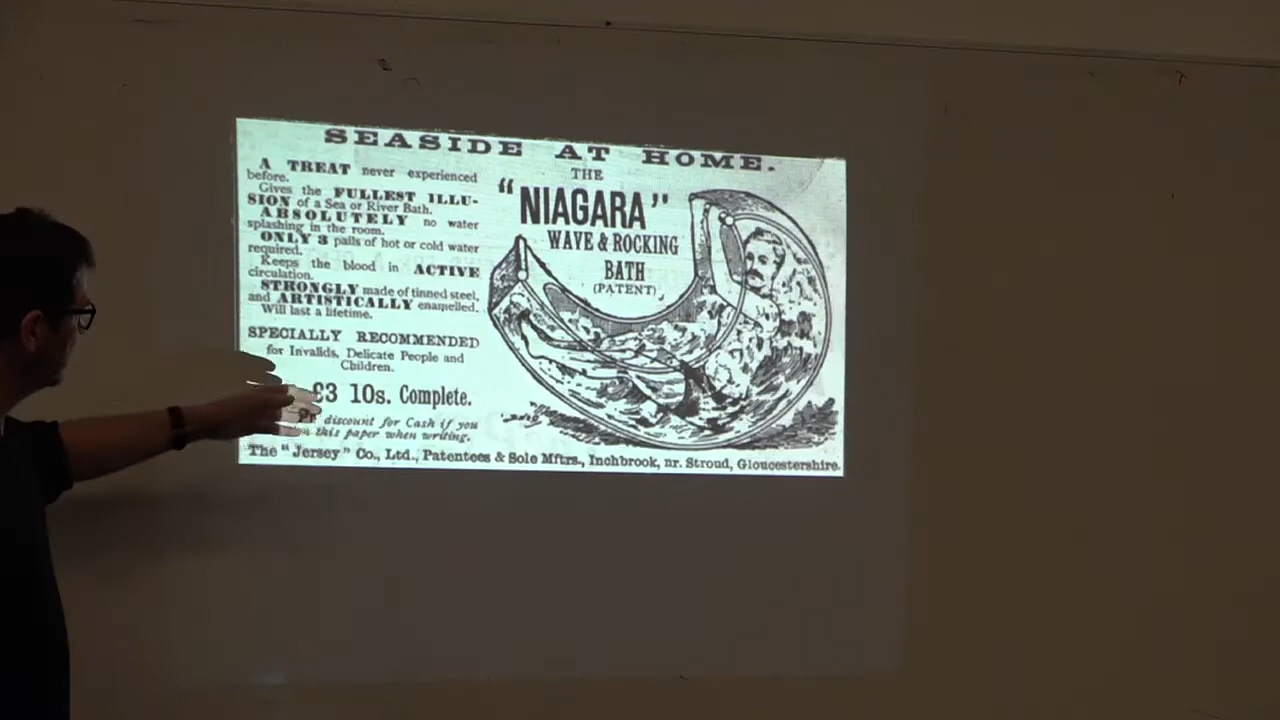 SEASIDE AT HOME.
A TREAT never experienced
before.
Gives the FULLEST ILLU-
SION of a Sea or River Bath.
ABSOLUTELY no water
splashing in the room.
ONLY 3 pails of hot or cold water
required.
Keeps the blood in ACTIVE
circulation.
STRONGLY made of tinned steel,
and ARTISTICALLY enamelled.
Will last a lifetime.
SPECIALLY RECOMMENDED
for Invalids, Delicate People and
Children.
£3 10s. Complete.
discount for Cash if you
this paper when writing.
THE
"NIAGARA"
WAVE & ROCKING
BATH
(PATENT)
The "Jersey" Co., Ltd., Patentees & Sole Mftrs., Inchbrook, nr. Stroud, Gloucestershire.